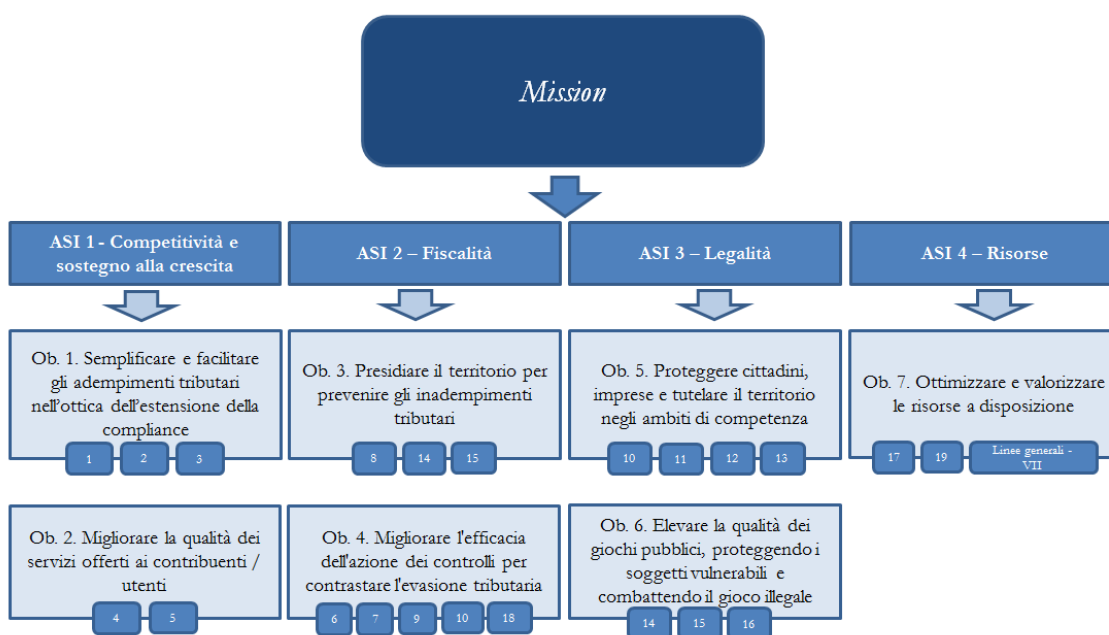 Mission
ASI 1 - Competitività e
sostegno alla crescita
ASI 2 – Fiscalità
ASI 3 – Legalità
ASI 4 – Risorse
Ob. 1. Semplificare e facilitare
gli adempimenti tributari
nell'ottica dell'estensione della
compliance
1 2 3
Ob. 3. Presidiare il territorio per
prevenire gli inadempimenti
tributari
8 14 15
Ob. 5. Proteggere cittadini,
imprese e tutelare il territorio
negli ambiti di competenza
10 11 12 13
Ob. 7. Ottimizzare e valorizzare
le risorse a disposizione
17 19 Linee generali -
VII
Ob. 2. Migliorare la qualità dei
servizi offerti ai contribuenti /
utenti
4 5
Ob. 4. Migliorare l'efficacia
dell'azione dei controlli per
contrastare l'evasione tributaria
6 7 9 10 18
Ob. 6. Elevare la qualità dei
giochi pubblici, proteggendo i
soggetti vulnerabili e
combattendo il gioco illegale
14 15 16